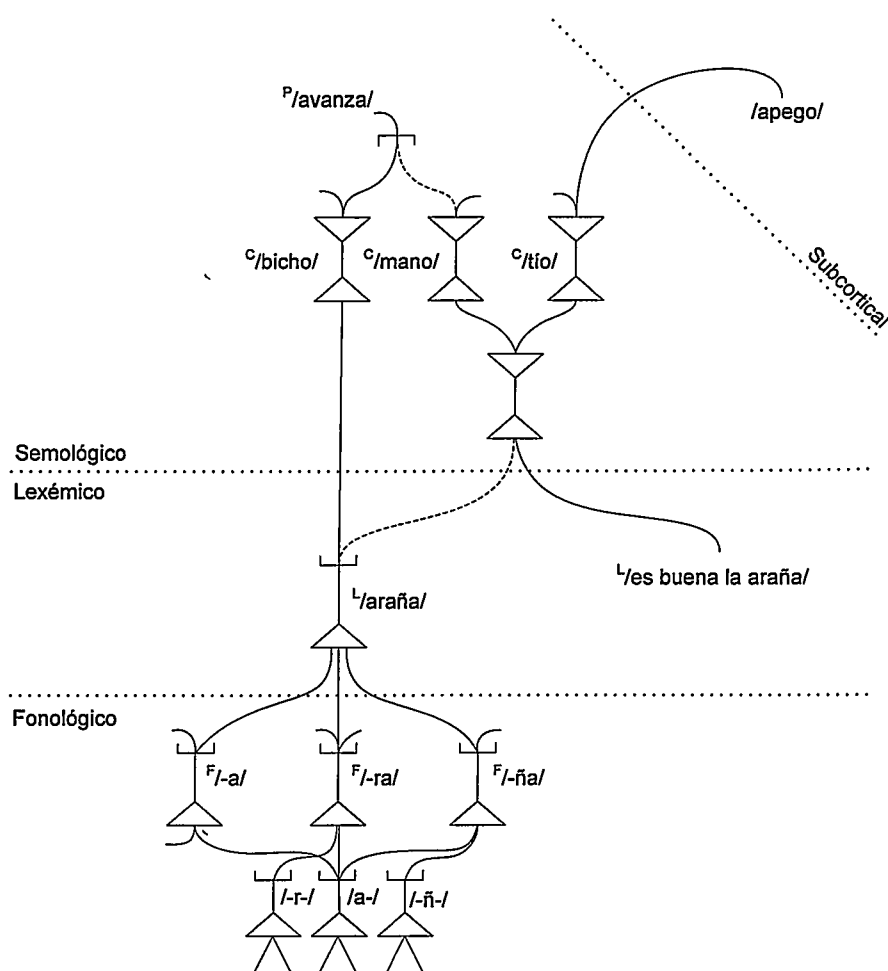 P/avanza/
/apego/
C/bicho/
C/mano/
C/tío/
Subcortical
Semológico
Lexémico
L/araña/
L/es buena la araña/
Fonológico
F/-a/
F/-ra/
F/-ña/
/-r-/
/a-/
/-ñ-/